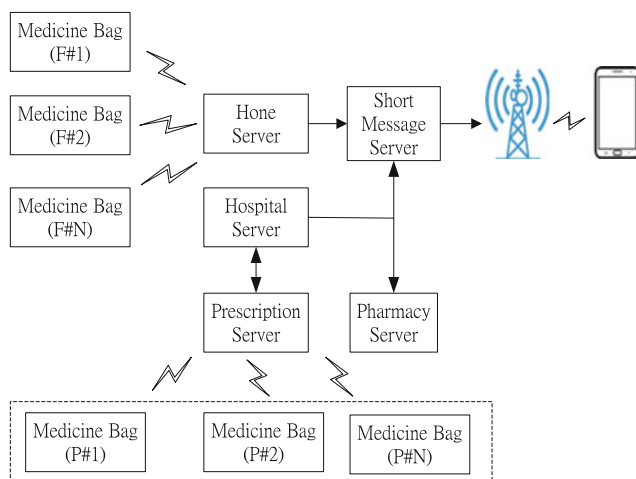 Medicine Bag
(F#1)
Medicine Bag
(F#2)
Medicine Bag
(F#N)
Hone
Server
Short
Message
Server
Hospital
Server
Prescription
Server
Pharmacy
Server
Medicine Bag
(P#1)
Medicine Bag
(P#2)
Medicine Bag
(P#N)